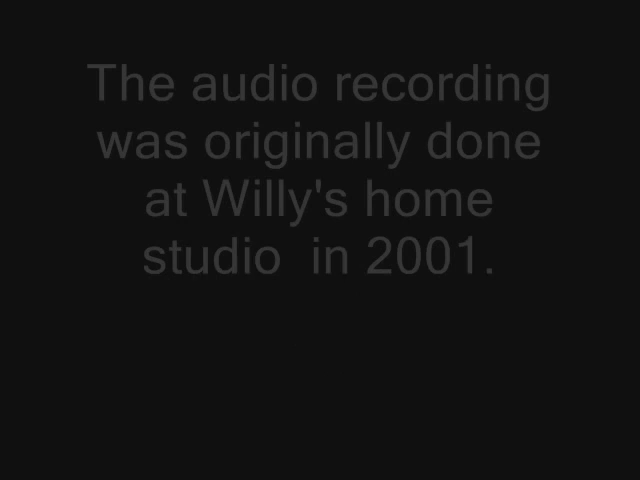 The audio recording
was originally done
at Willy's home
studio  in 2001.